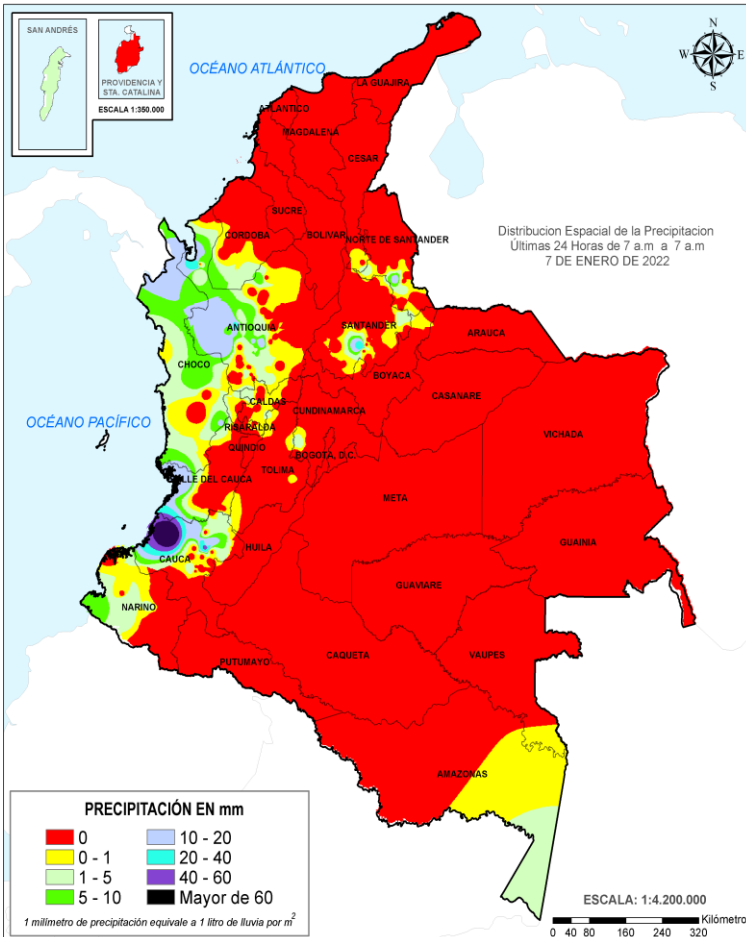 SAN ANDRÉS
PROVIDENCIA Y
STA. CATALINA
ESCALA 1:350.000
OCÉANO ATLÁNTICO
N
W
E
S
LA GUAJIRA
ATLANTICO
MAGDALENA
CESAR
SUCRE
CORDOBA
BOLIVAR
NORTE DE SANTANDER
Distribucion Espacial de la Precipitacion
Últimas 24 Horas de 7 a.m a 7 a.m
7 DE ENERO DE 2022
ANTIOQUIA
SANTANDER
ARAUCA
CHOCO
BOYACA
CASANARE
CALDAS
CUNDINAMARCA
OCÉANO PACÍFICO
RISARALDA
VICHADA
QUINDIO
BOGOTA, D.C.
TOLIMA
VALLE DEL CAUCA
META
CAUCA
HUILA
GUAINIA
GUAVIARE
NARINO
CAQUETA
VAUPES
PUTUMAYO
AMAZONAS
PRECIPITACIÓN EN mm
0
10 - 20
0 - 1
20 - 40
1 - 5
40 - 60
5 - 10
Mayor de 60
1 milímetro de precipitación equivale a 1 litro de lluvia por m2
ESCALA: 1:4.200.000
Kilómetro
0 40 80 160 240 320